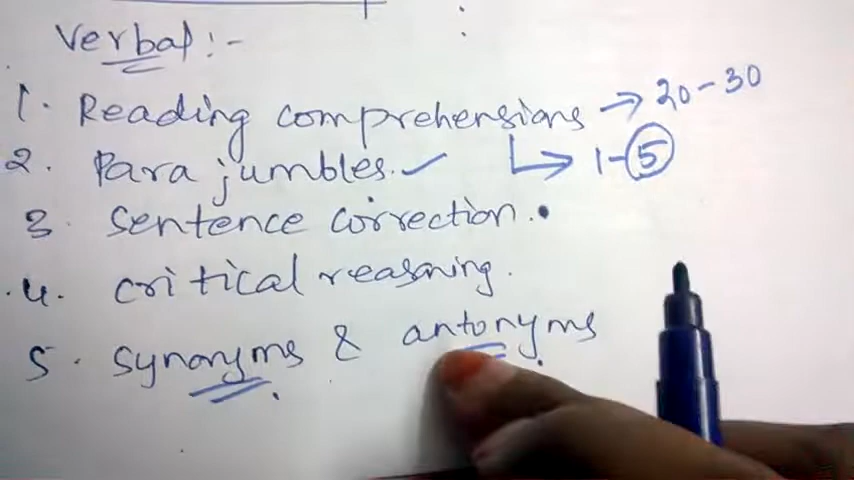 Verbal :-
1. Reading comprehensions → 20-30
2. Para jumbles. ✓ → 1-5
3. Sentence correction.
4. critical reasoning.
5. synonyms & antonyms